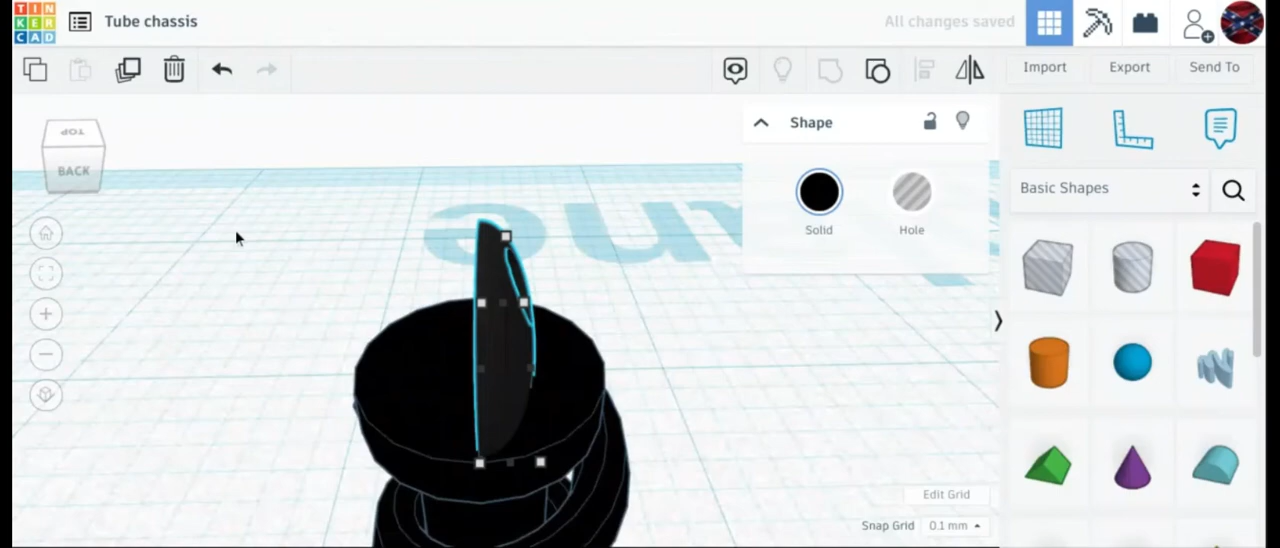 TIN
KER
CAD
Tube chassis
All changes saved
Import
Export
Send To
TOP
BACK
Shape
Solid
Hole
Basic Shapes
Edit Grid
Snap Grid
0.1 mm